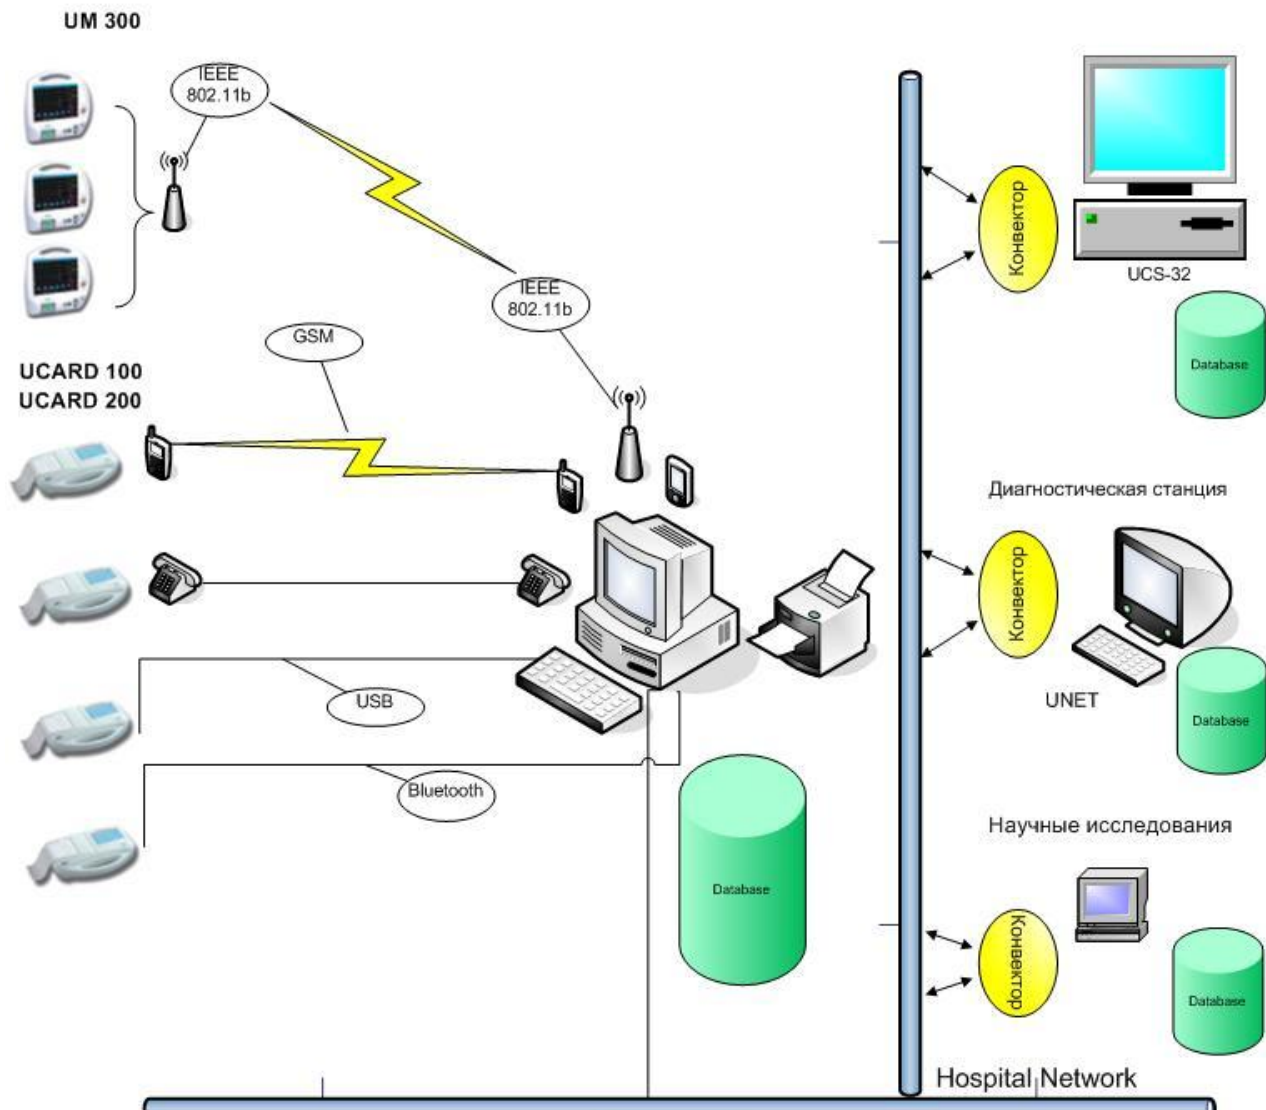 UM 300
IEEE
802.11b
IEEE
802.11b
GSM
UCARD 100
UCARD 200
USB
Bluetooth
Database
Конвектор
UCS-32
Database
Диагностическая станция
Конвектор
UNET
Database
Научные исследования
Конвектор
Database
Hospital Network